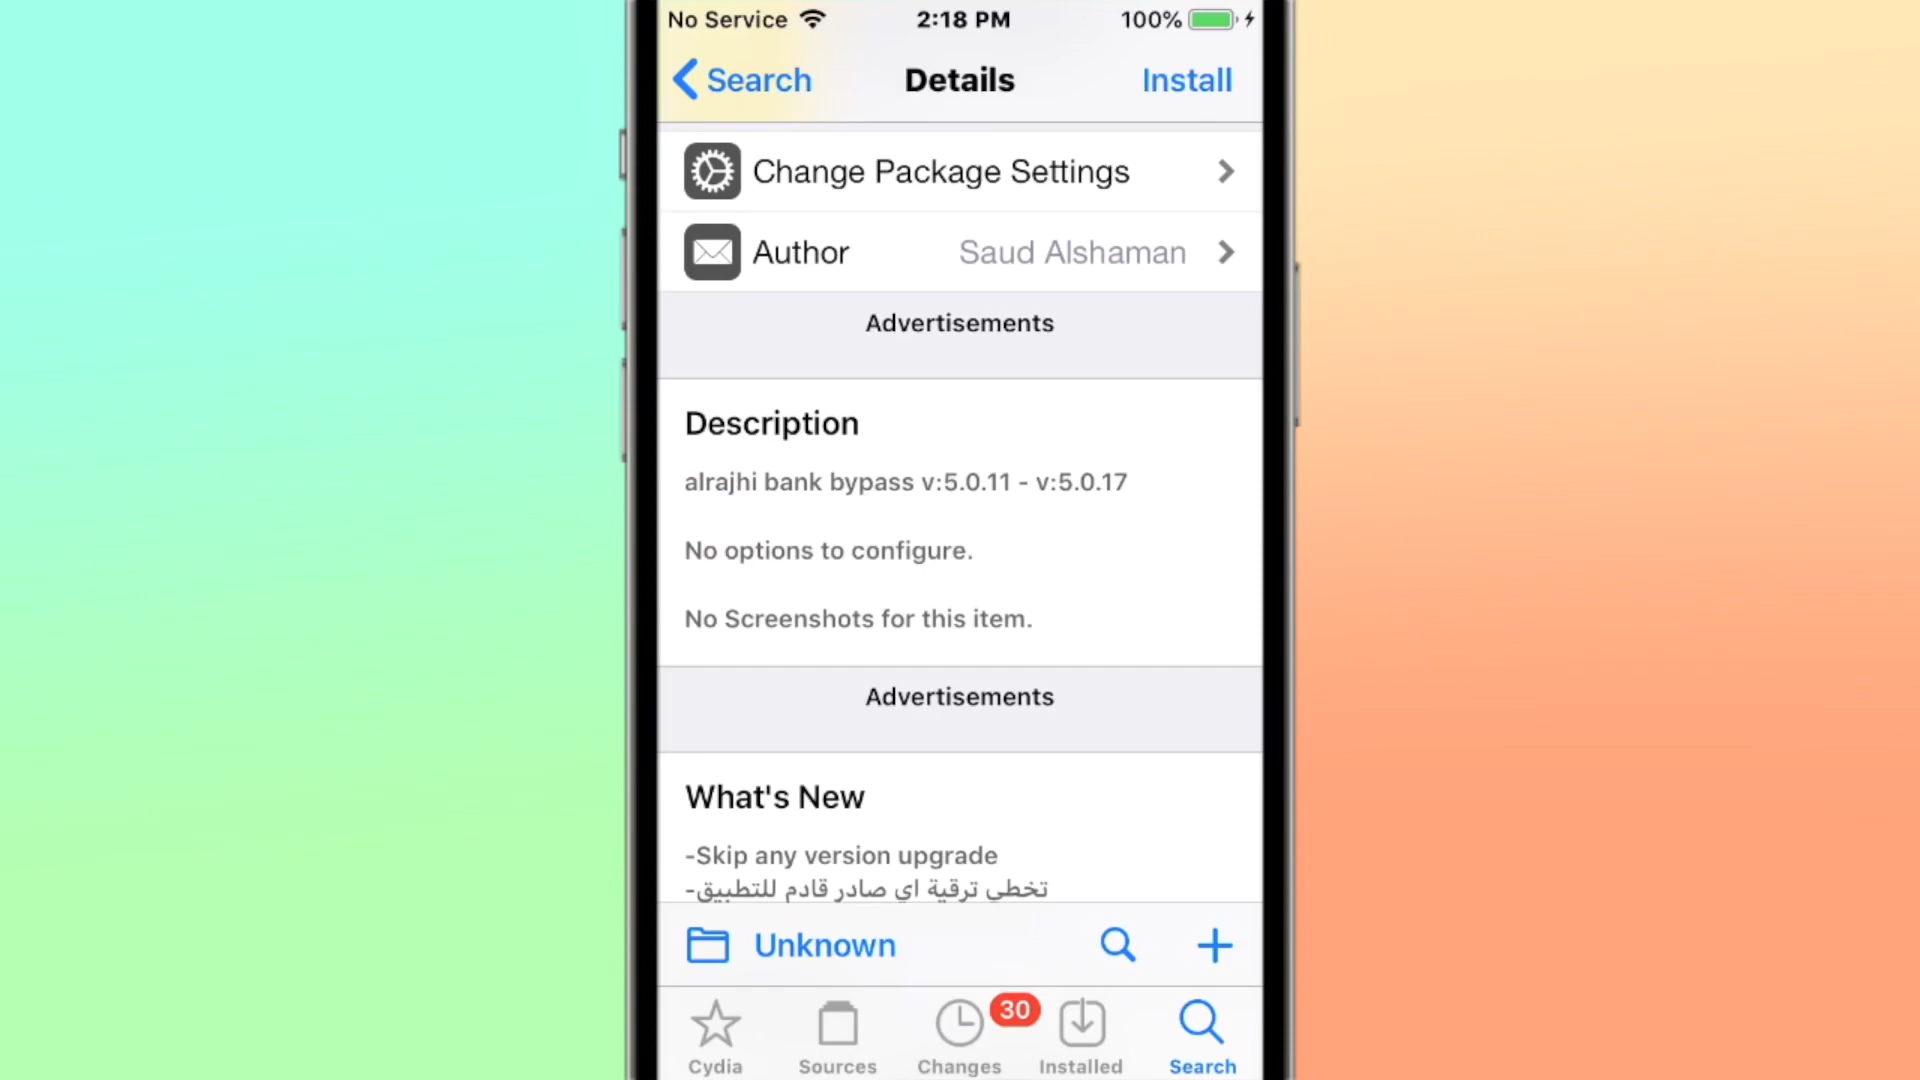 No Service 2:18 PM 100%
Search Details Install
Change Package Settings
Author Saud Alshaman
Advertisements
Description
alrajhi bank bypass v:5.0.11 - v:5.0.17
No options to configure.
No Screenshots for this item.
Advertisements
What's New
-Skip any version upgrade
-تخطي ترقية اي صادر قادم للتطبيق
Unknown
30
Cydia Sources Changes Installed Search